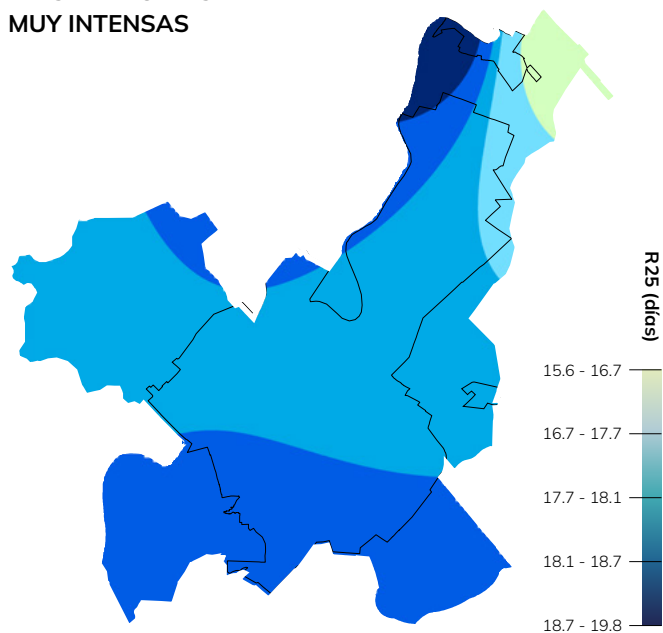 MUY INTENSAS
R25 (días)
15.6 - 16.7
16.7 - 17.7
17.7 - 18.1
18.1 - 18.7
18.7 - 19.8